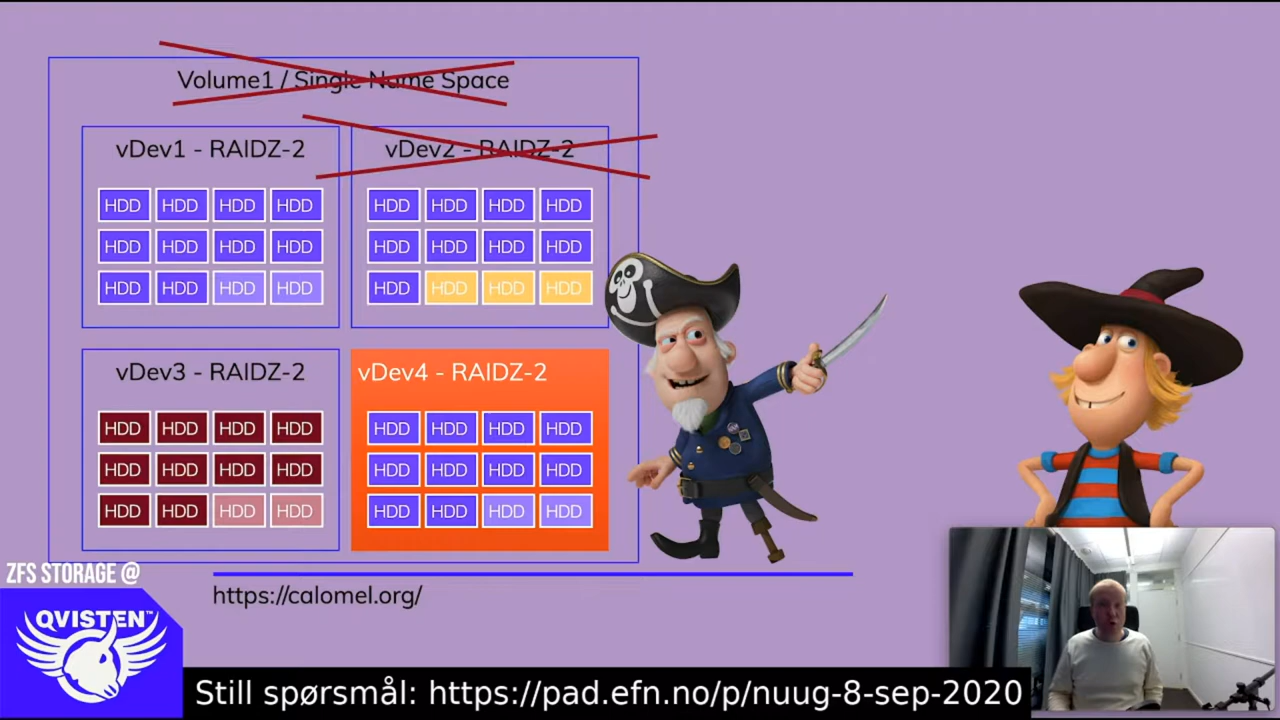 Volume1 / Single Name Space
vDev1 - RAIDZ-2
HDD HDD HDD HDD
HDD HDD HDD HDD
HDD HDD HDD HDD
vDev2 - RAIDZ-2
HDD HDD HDD HDD
HDD HDD HDD HDD
HDD HDD HDD HDD
vDev3 - RAIDZ-2
HDD HDD HDD HDD
HDD HDD HDD HDD
HDD HDD HDD HDD
vDev4 - RAIDZ-2
HDD HDD HDD HDD
HDD HDD HDD HDD
HDD HDD HDD HDD
ZFS STORAGE @
QVISTEN™
https://calomel.org/
Still spørsmål: https://pad.efn.no/p/nuug-8-sep-2020